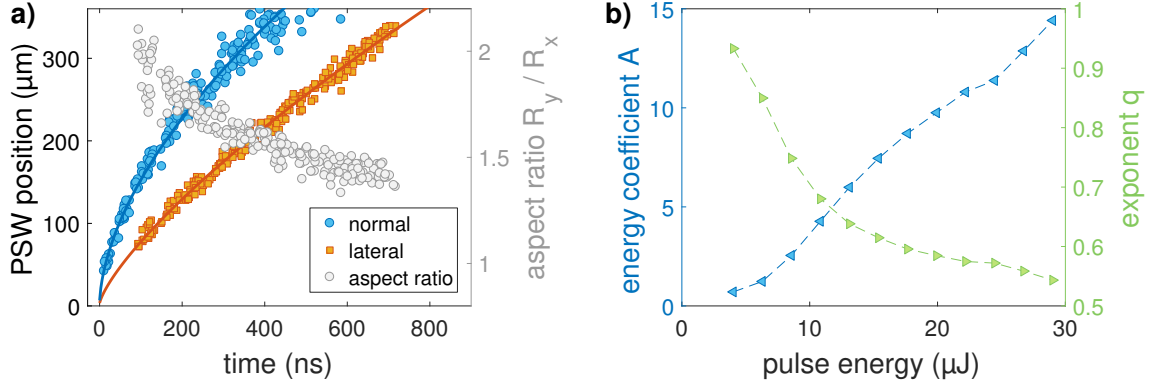 a)
PSW position (µm)
300
200
100
0
0
200
400
600
800
time (ns)
2
1.5
1
aspect ratio R_y / R_x
normal
lateral
aspect ratio
b)
energy coefficient A
15
10
5
0
0
10
20
30
pulse energy (µJ)
1
0.9
0.8
0.7
0.6
0.5
exponent q